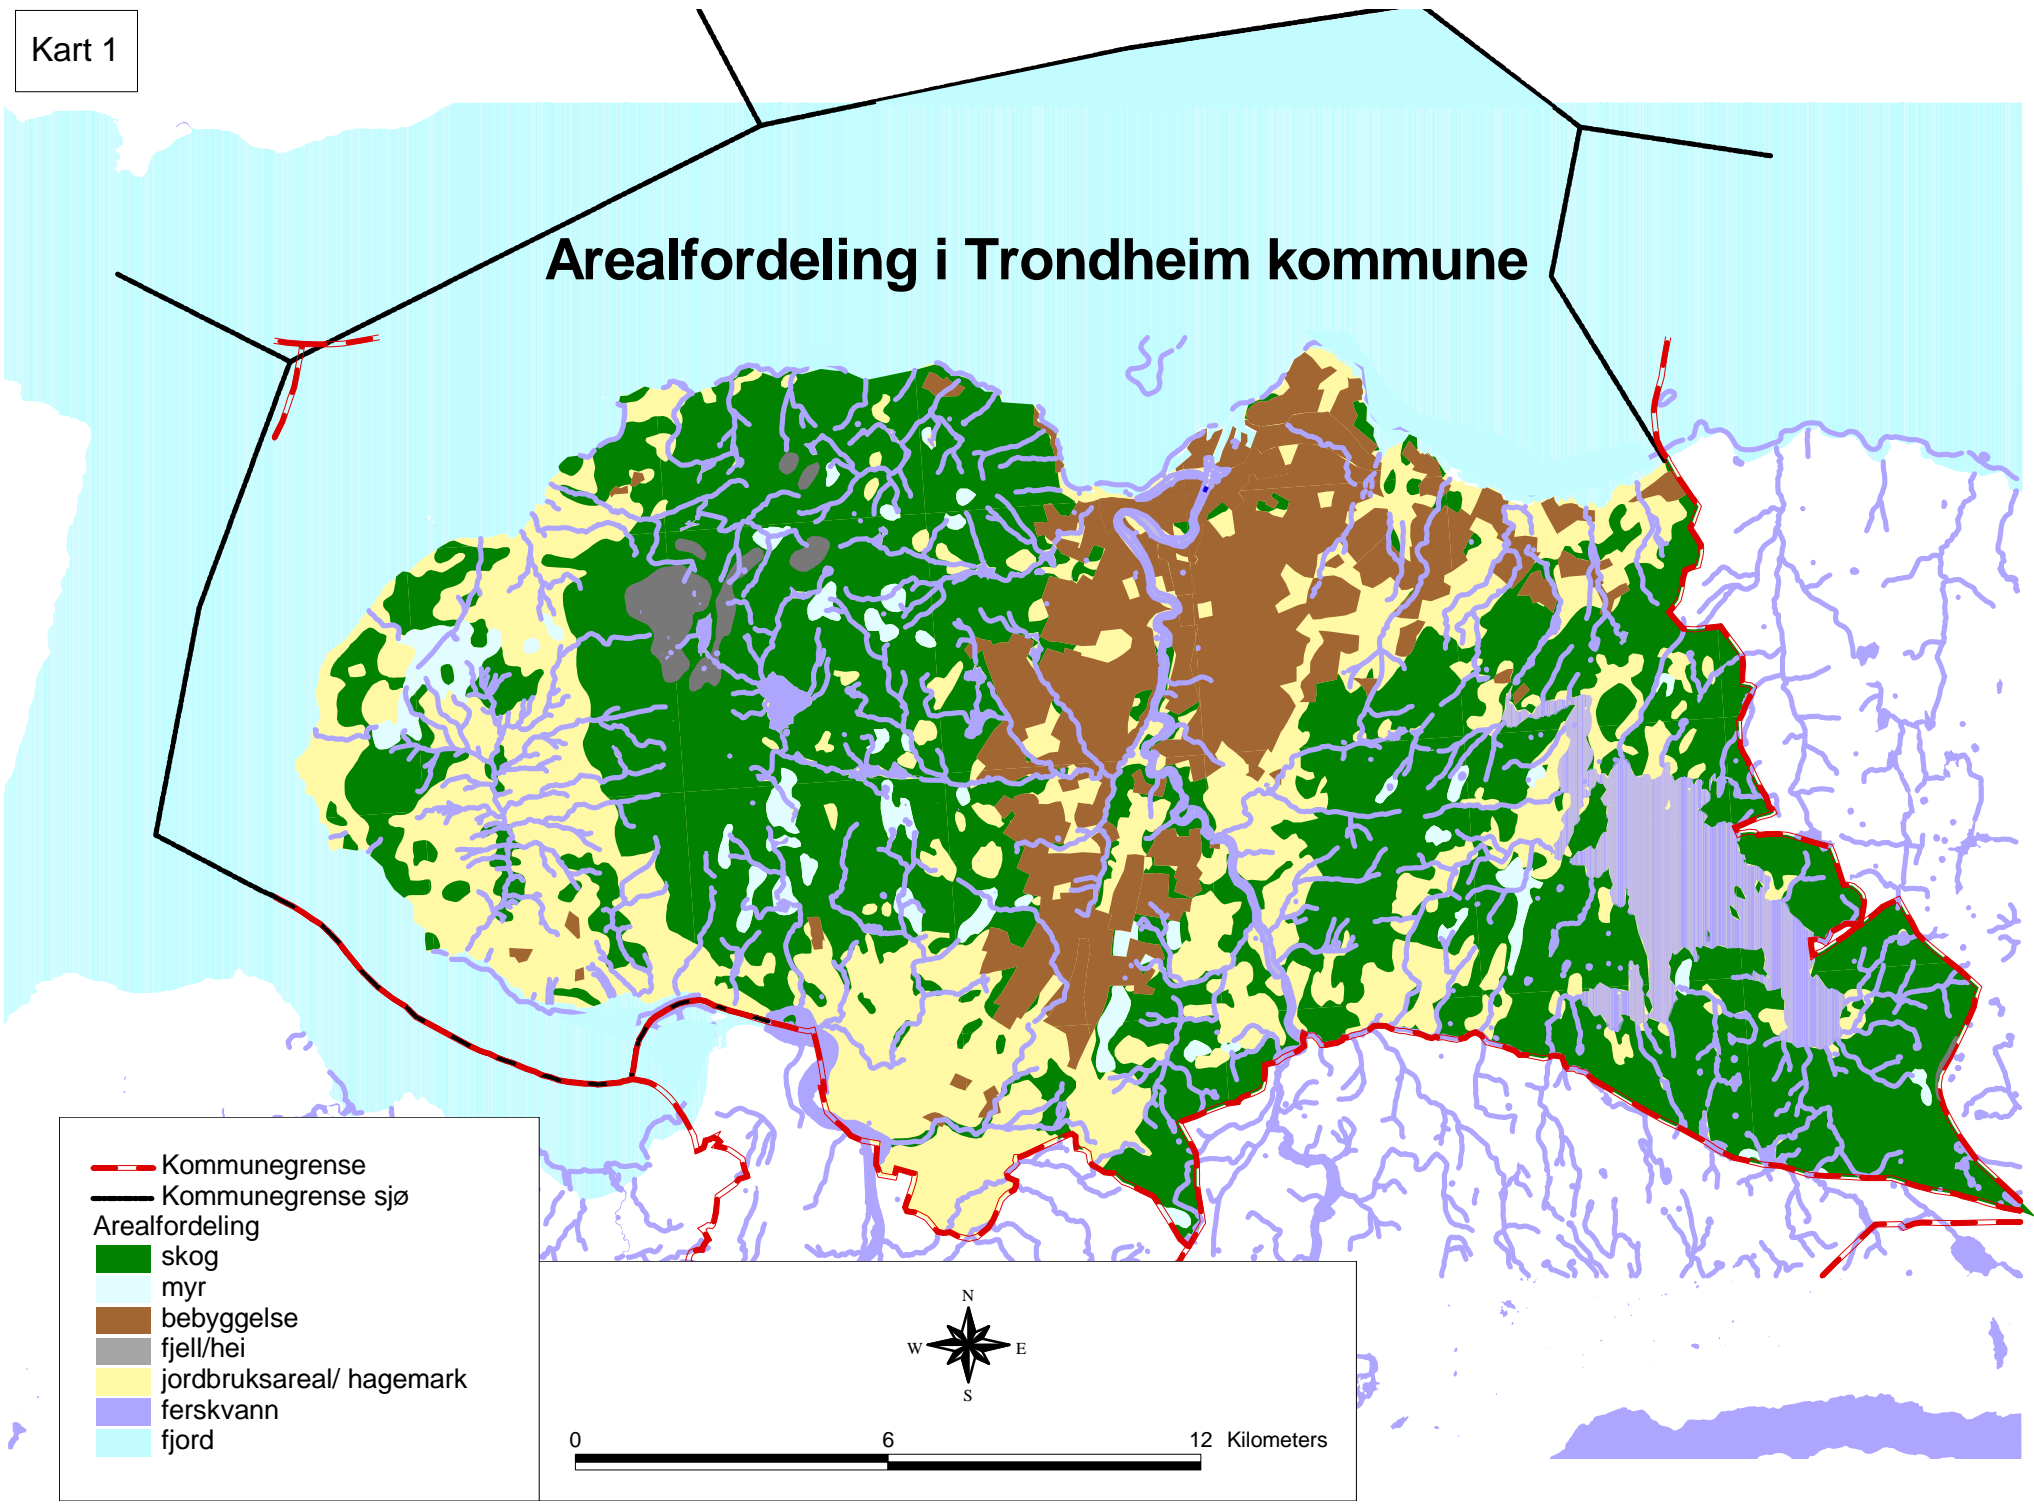 Kart 1
Arealfordeling i Trondheim kommune
Kommunegrense
Kommunegrense sjø
Arealfordeling
skog
myr
bebyggelse
fjell/hei
jordbruksareal/ hagemark
ferskvann
fjord
N
W E
S
0 6 12 Kilometers